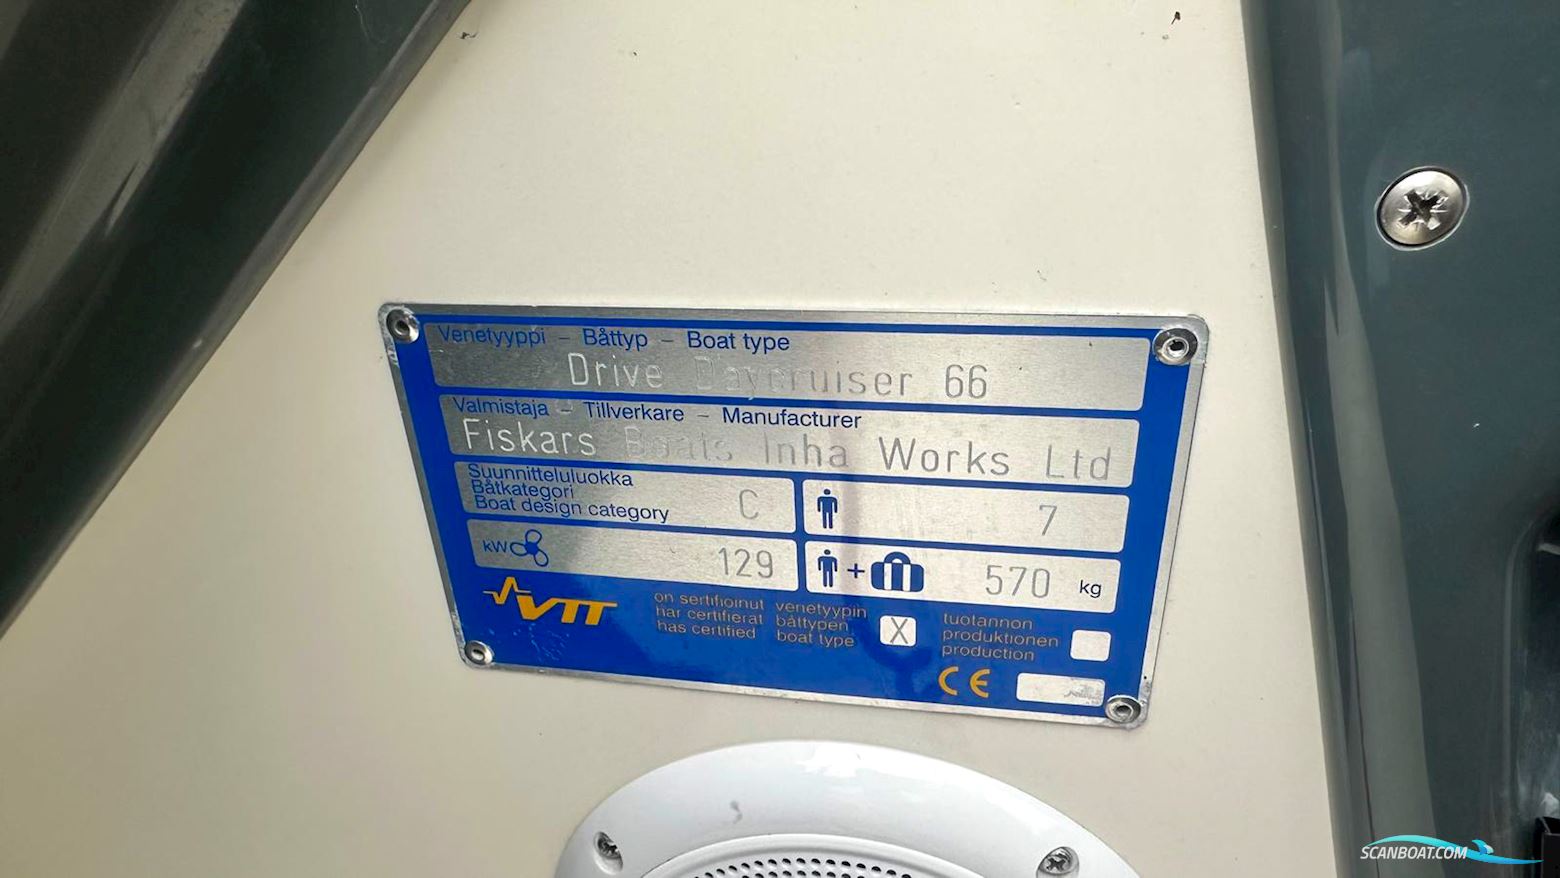 Venetyyppi – Båttyp – Boat type
Drive Daycruiser 66
Valmistaja – Tillverkare – Manufacturer
Fiskars Boats Inha Works Ltd
Suunnitteluluokka
Båtkategori
Boat design category
C
7
kW
129
+
570 kg
VTT
on sertifioinut
har certifierat
has certified
venetyypin
båttypen
boat type
X
tuotannon
produktionen
production
CE
SCANBOAT.COM